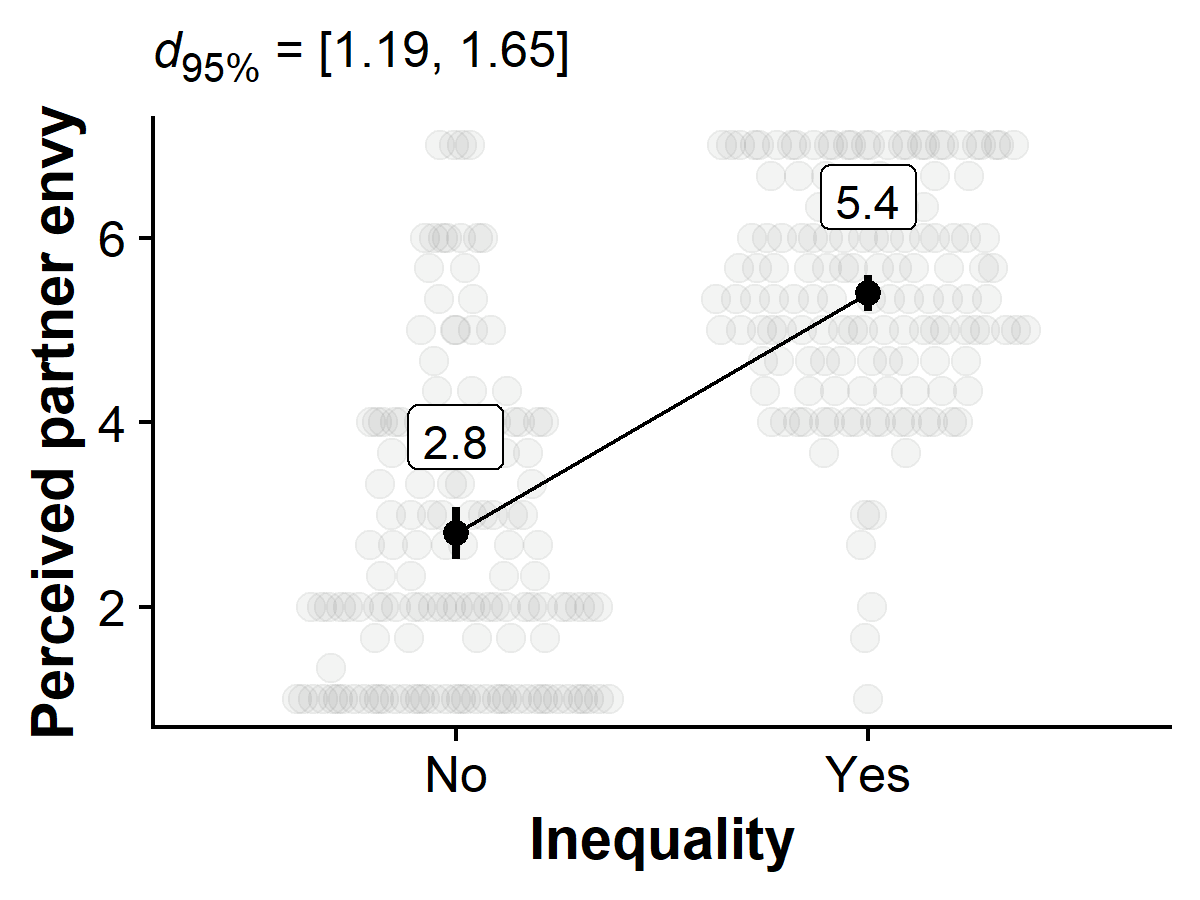 d95% = [1.19, 1.65]
Perceived partner envy
6
4
2
5.4
2.8
No
Yes
Inequality